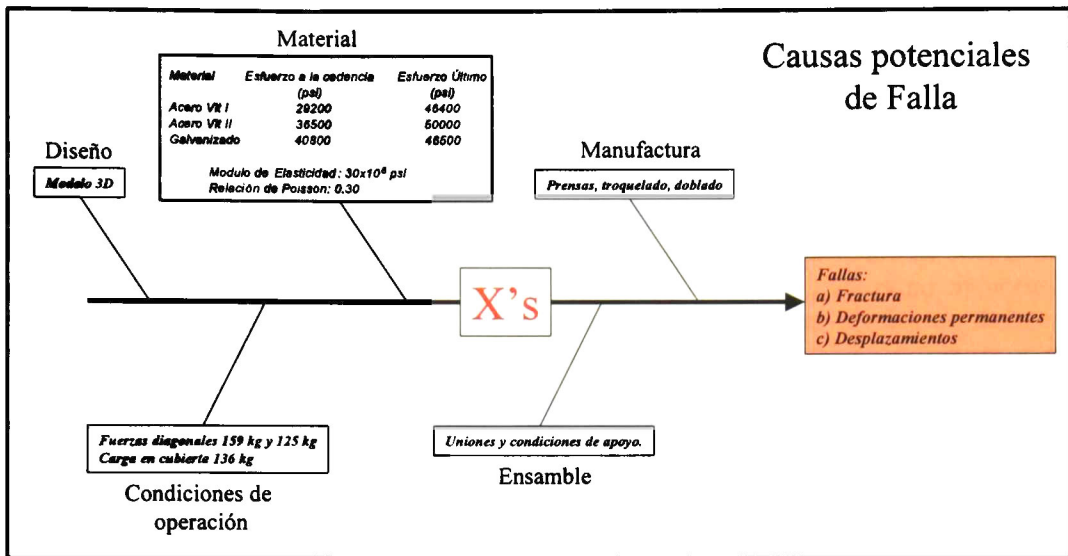 Causas potenciales
de Falla
Material
Material Esfuerzo a la cedencia Esfuerzo Último
(psi) (psi)
Acero Vit I 29200 46400
Acero Vit II 36500 50000
Galvanizado 40800 46500
Modulo de Elasticidad: 30x10⁶ psi
Relación de Poisson: 0.30
Diseño
Modelo 3D
Manufactura
Prensas, troquelado, doblado
X's
Fallas:
a) Fractura
b) Deformaciones permanentes
c) Desplazamientos
Fuerzas diagonales 159 kg y 125 kg
Carga en cubierta 136 kg
Condiciones de
operación
Uniones y condiciones de apoyo.
Ensamble